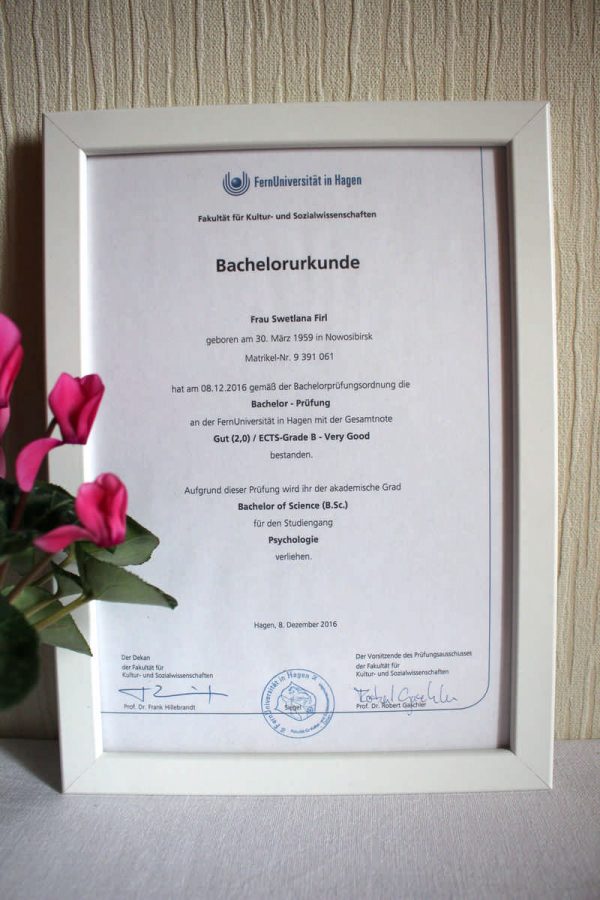 FernUniversität in Hagen
Fakultät für Kultur- und Sozialwissenschaften
Bachelorurkunde
Frau Swetlana Firl
geboren am 30. März 1959 in Nowosibirsk
Matrikel-Nr. 9 391 061
hat am 08.12.2016 gemäß der Bachelorprüfungsordnung die
Bachelor - Prüfung
an der FernUniversität in Hagen mit der Gesamtnote
Gut (2,0) / ECTS-Grade B - Very Good
bestanden.
Aufgrund dieser Prüfung wird ihr der akademische Grad
Bachelor of Science (B.Sc.)
für den Studiengang
Psychologie
verliehen.
Hagen, 8. Dezember 2016
Der Dekan
der Fakultät für
Kultur- und Sozialwissenschaften
Prof. Dr. Frank Hillebrandt
Siegel
FernUniversität in Hagen
Der Vorsitzende des Prüfungsausschusses
der Fakultät für
Kultur- und Sozialwissenschaften
Robert Gaschler
Prof. Dr. Robert Gaschler